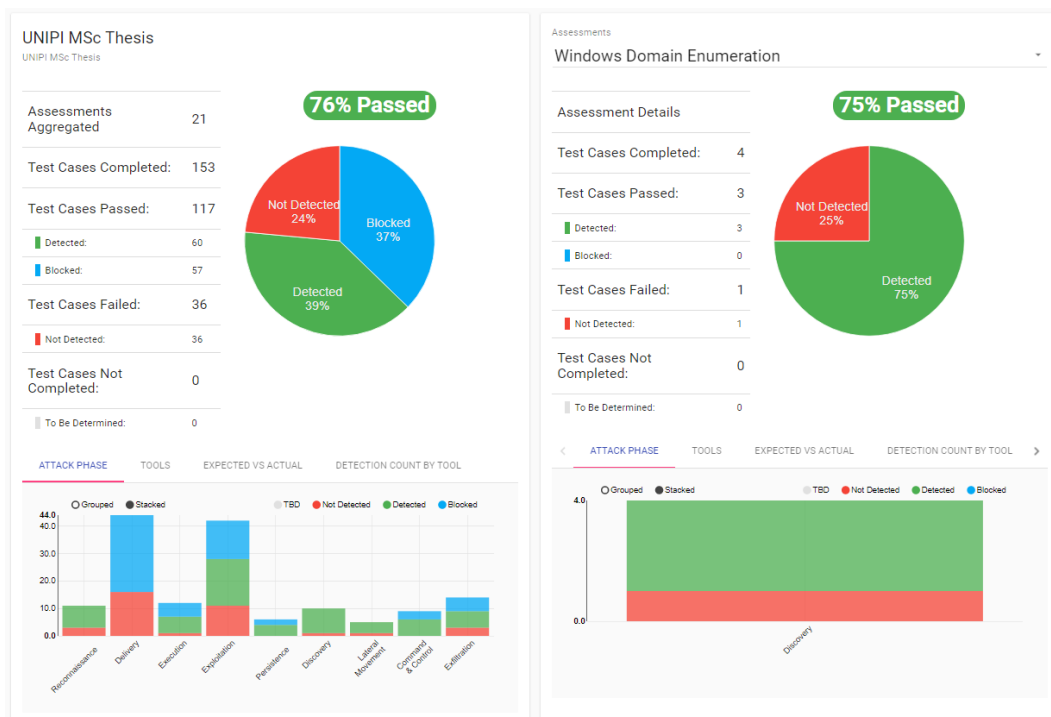 UNIPI MSc Thesis
UNIPI MSc Thesis
Assessments
Aggregated
21
Test Cases Completed:
153
Test Cases Passed:
117
Detected:
60
Blocked:
57
Test Cases Failed:
36
Not Detected:
36
Test Cases Not
Completed:
0
To Be Determined:
0
76% Passed
Not Detected
24%
Blocked
37%
Detected
39%
ATTACK PHASE
TOOLS
EXPECTED VS ACTUAL
DETECTION COUNT BY TOOL
Grouped
Stacked
TBD
Not Detected
Detected
Blocked
44.0
40.0
30.0
20.0
10.0
0.0
Reconnaissance
Delivery
Execution
Exploitation
Persistence
Discovery
Lateral
Movement
Command
& Control
Exfiltration
Assessments
Windows Domain Enumeration
Assessment Details
Test Cases Completed:
4
Test Cases Passed:
3
Detected:
3
Blocked:
0
Test Cases Failed:
1
Not Detected:
1
Test Cases Not
Completed:
0
To Be Determined:
0
75% Passed
Not Detected
25%
Detected
75%
ATTACK PHASE
TOOLS
EXPECTED VS ACTUAL
DETECTION COUNT BY TOOL
Grouped
Stacked
TBD
Not Detected
Detected
Blocked
4.0
0.0
Discovery